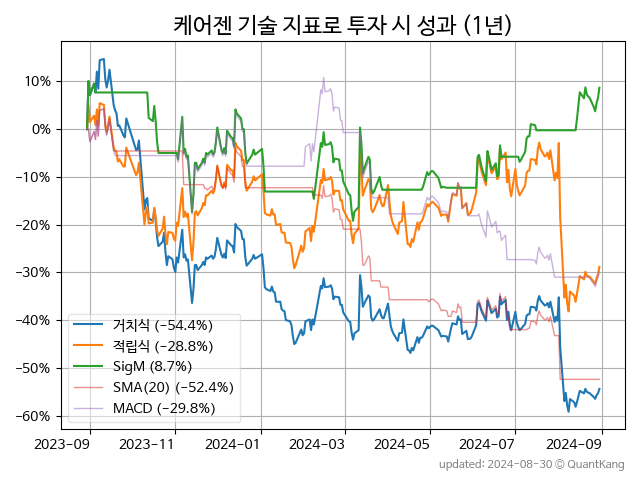 케어젠 기술 지표로 투자 시 성과 (1년)
10%
0%
−10%
−20%
−30%
−40%
−50%
−60%
거치식 (−54.4%)
적립식 (−28.8%)
SigM (8.7%)
SMA(20) (−52.4%)
MACD (−29.8%)
2023−09 2023−11 2024−01 2024−03 2024−05 2024−07 2024−09
updated: 2024-08-30 © QuantKang